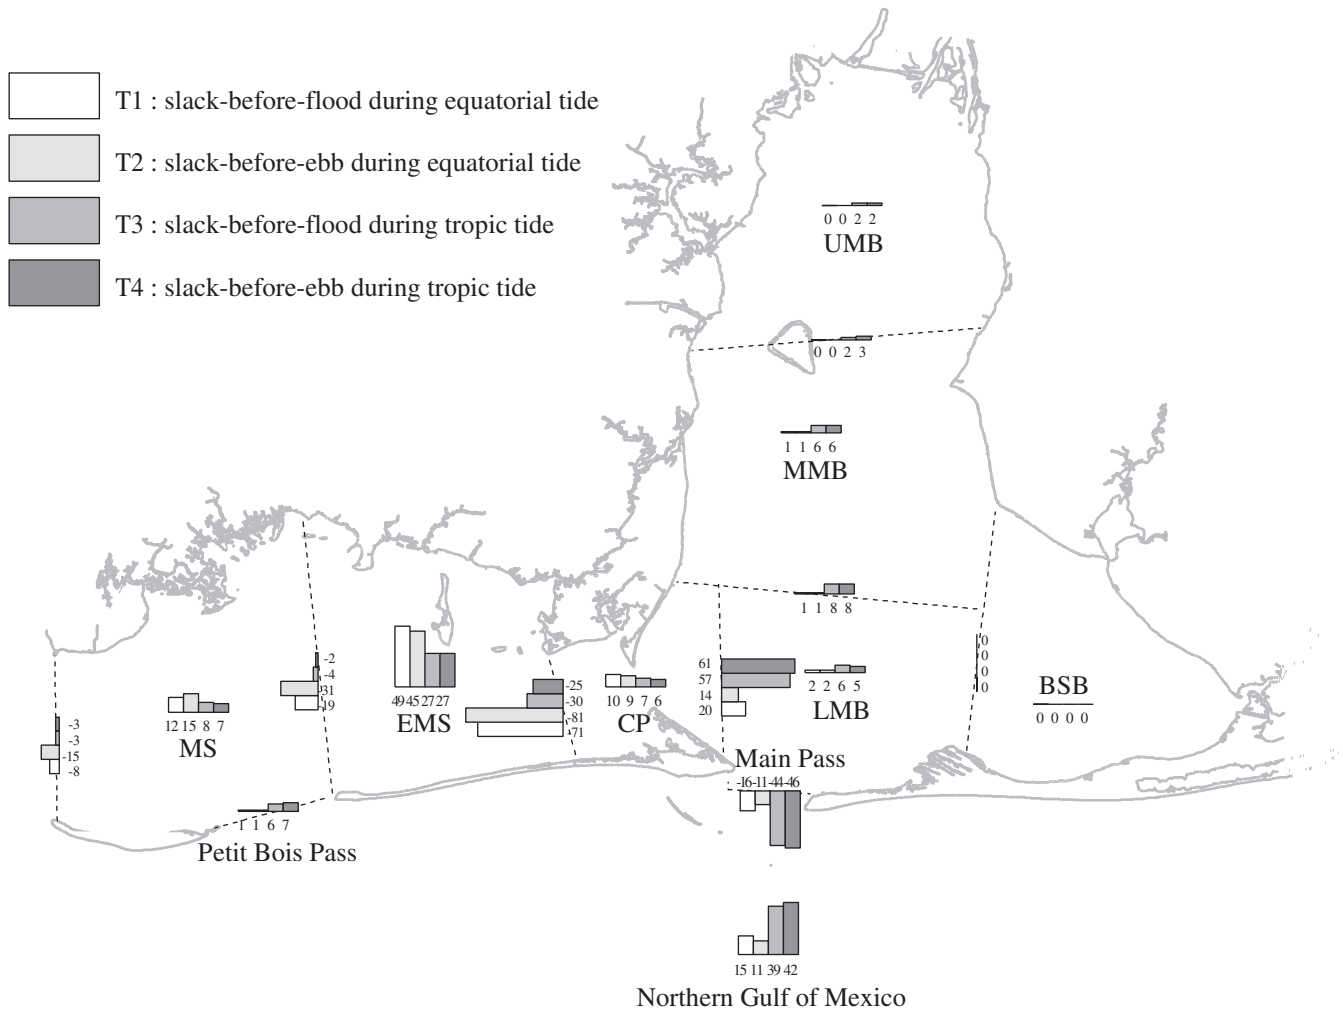 T1 : slack-before-flood during equatorial tide
T2 : slack-before-ebb during equatorial tide
T3 : slack-before-flood during tropic tide
T4 : slack-before-ebb during tropic tide
0 0 2 2
UMB
0 0 2 3
1 1 6 6
MMB
1 1 8 8
0
0
0
0
BSB
0 0 0 0
61
57
14
20
2 2 6 5
LMB
10 9 7 6
CP
-25
-30
-81
-71
49 45 27 27
EMS
-2
-4
-31
-19
12 15 8 7
MS
-3
-3
-15
-8
1 1 6 7
Petit Bois Pass
Main Pass
-16 -11 -44 -46
15 11 39 42
Northern Gulf of Mexico